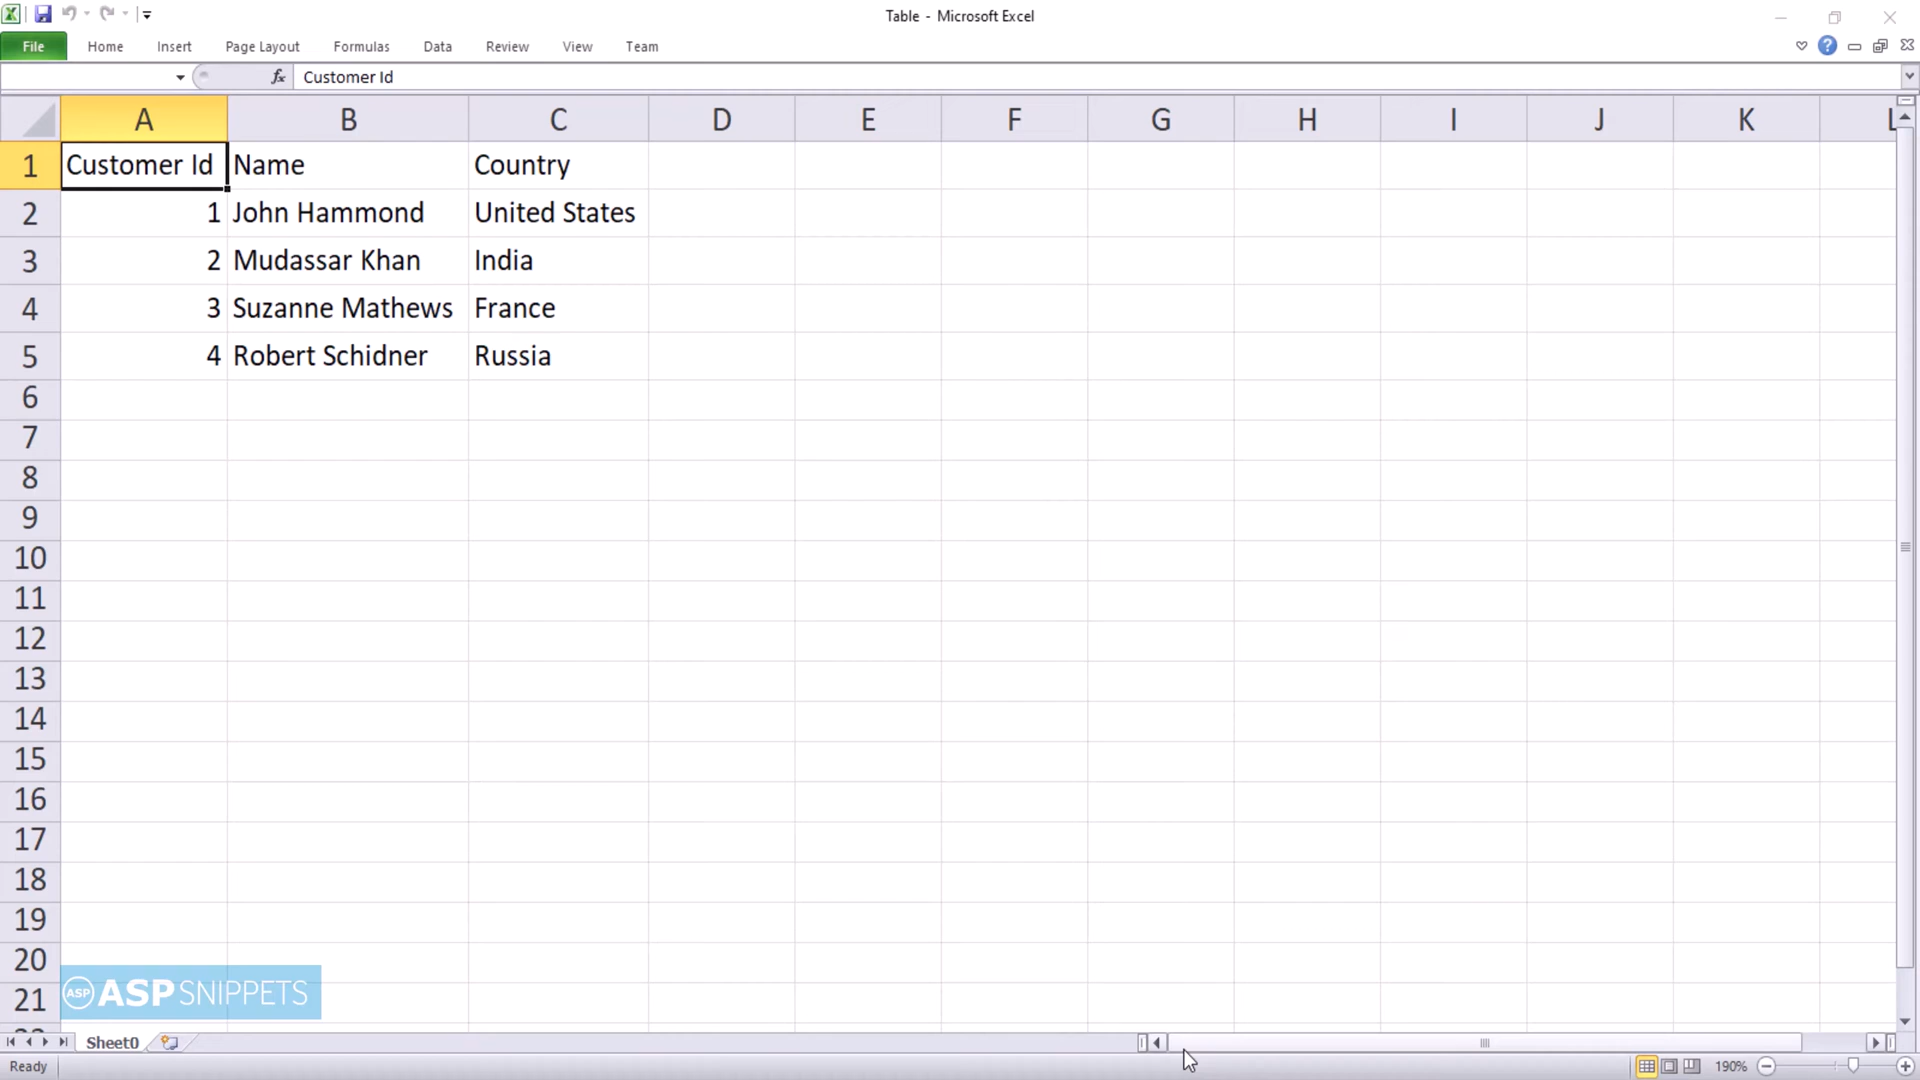 Table - Microsoft Excel
File Home Insert Page Layout Formulas Data Review View Team
fx Customer Id
A B C D E F G H I J K L
1 Customer Id Name Country
2 1 John Hammond United States
3 2 Mudassar Khan India
4 3 Suzanne Mathews France
5 4 Robert Schidner Russia
6
7
8
9
10
11
12
13
14
15
16
17
18
19
20
21
ASP ASPSNIPPETS
Sheet0
Ready 190%